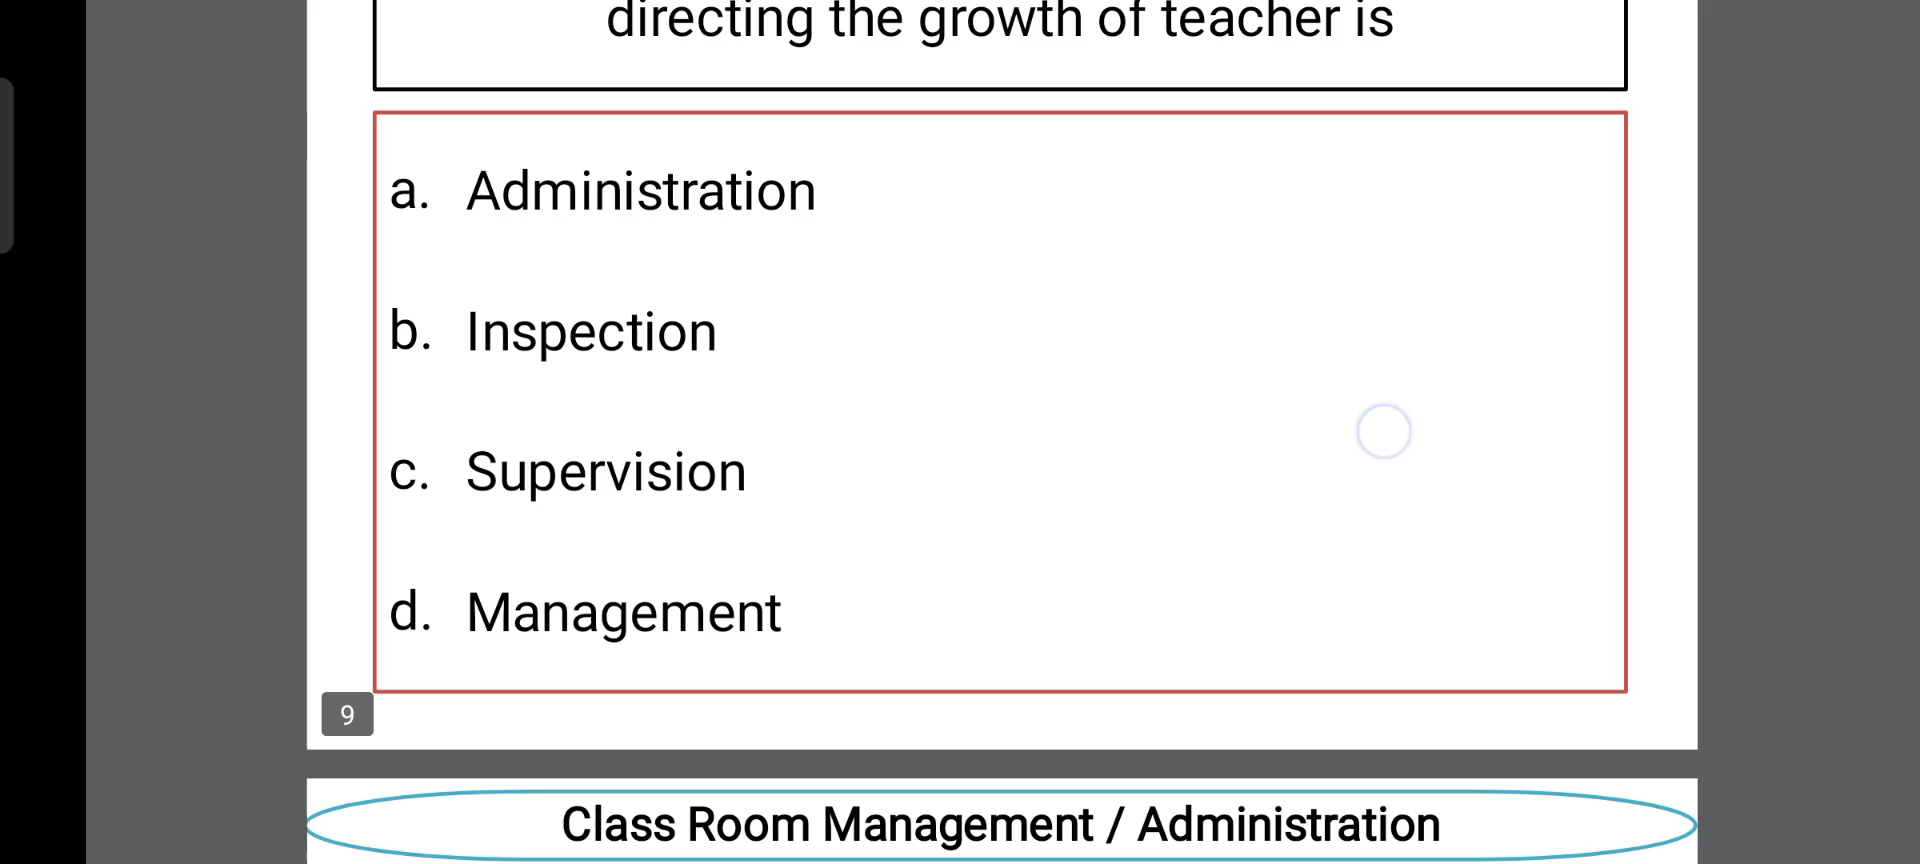 directing the growth of teacher is
a. Administration
b. Inspection
c. Supervision
d. Management
9
Class Room Management / Administration